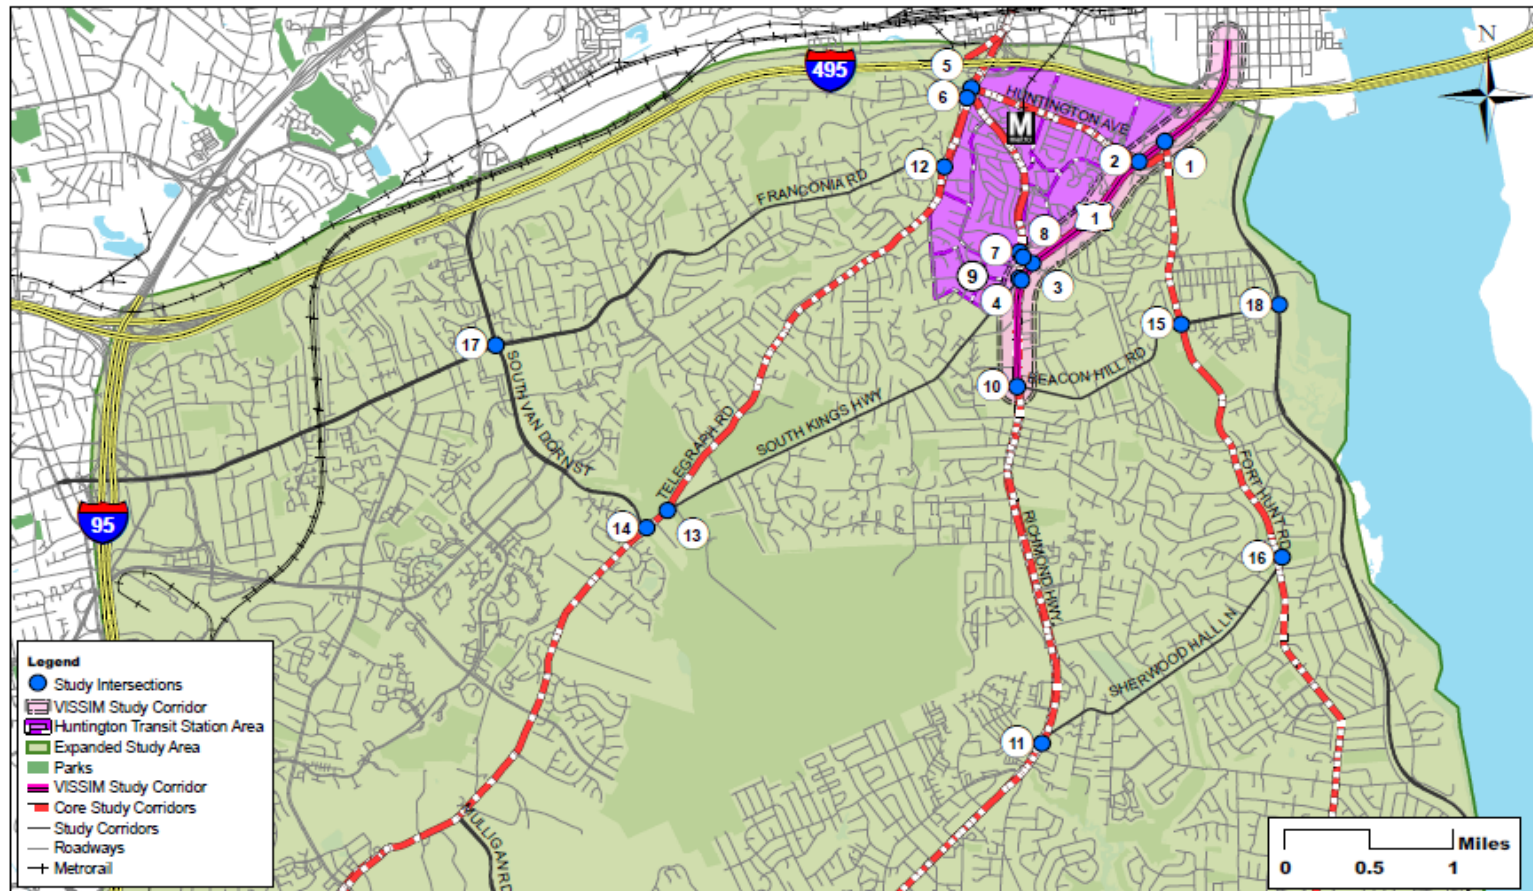 N
495
5
6
HUNTINGTON AVE
M
12
2
1
FRANCONIA RD
1
8
7
9
3
4
18
15
17
10
BEACON HILL RD
SOUTH VAN DORN ST
SOUTH KINGS HWY
TELEGRAPH RD
FORT HUNT RD
95
14
13
RICHMOND HWY
16
SHERWOOD HALL LN
11
MULLIGAN RD
Legend
Study Intersections
VISSIM Study Corridor
Huntington Transit Station Area
Expanded Study Area
Parks
VISSIM Study Corridor
Core Study Corridors
Study Corridors
Roadways
Metrorail
Miles
0 0.5 1